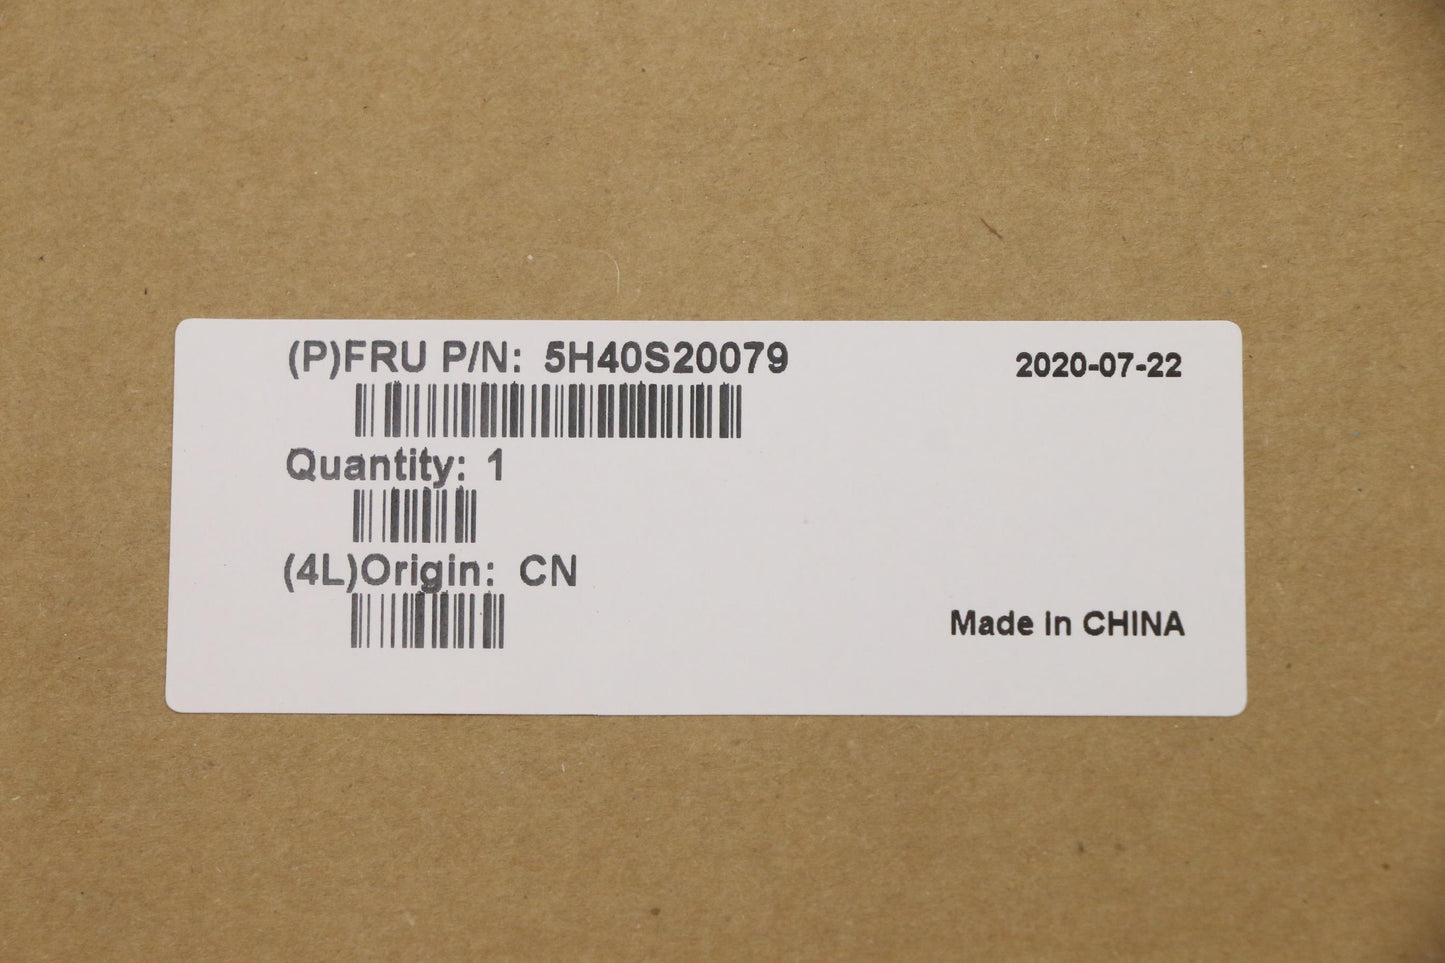 (P)FRU P/N: 5H40S20079
2020-07-22
Quantity: 1
(4L)Origin: CN
Made in CHINA